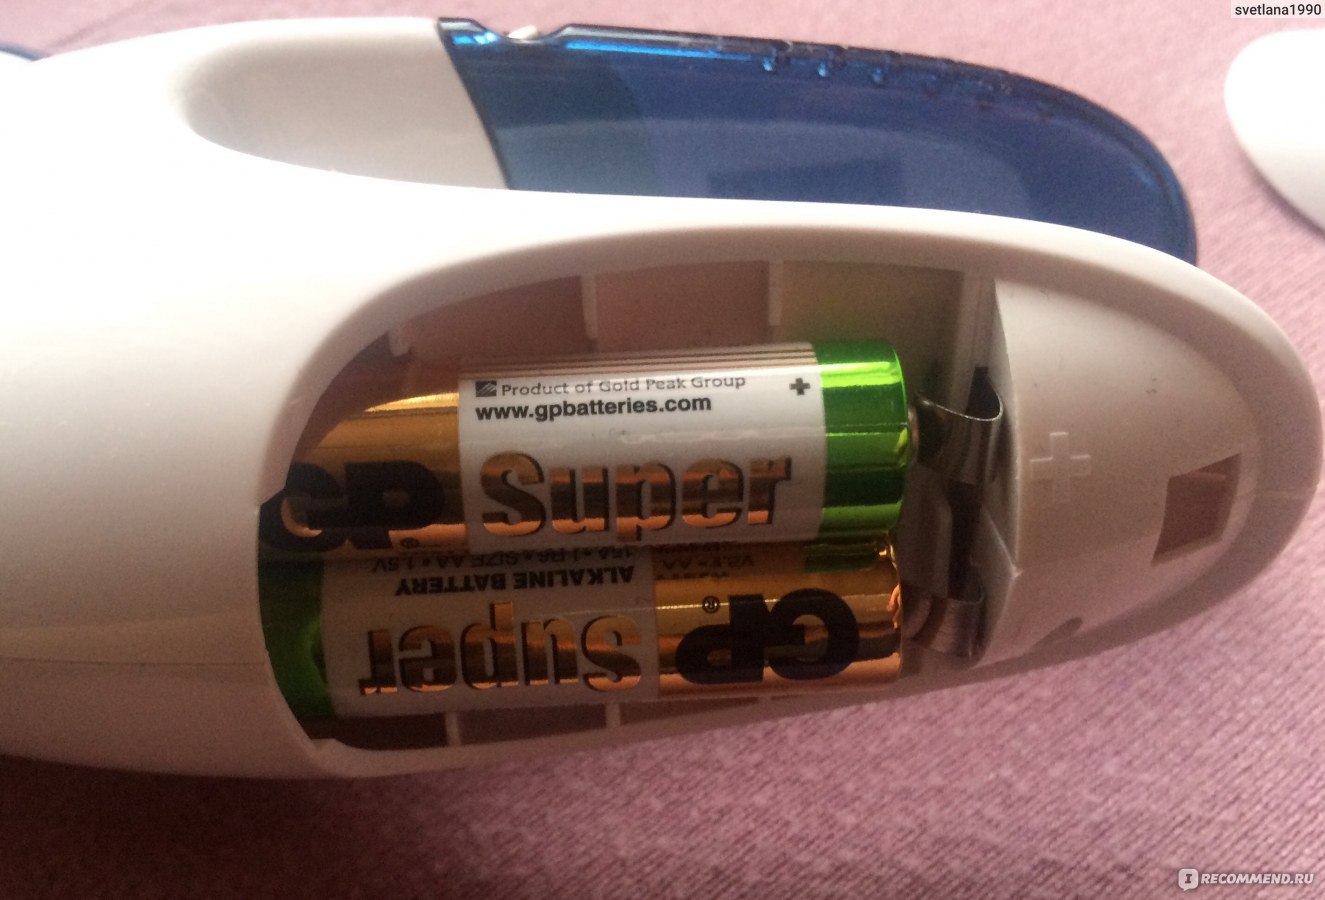 svetlana1990
Product of Gold Peak Group +
www.gpbatteries.com
GP Super
ALKALINE BATTERY
GP Super
RECOMMEND.RU